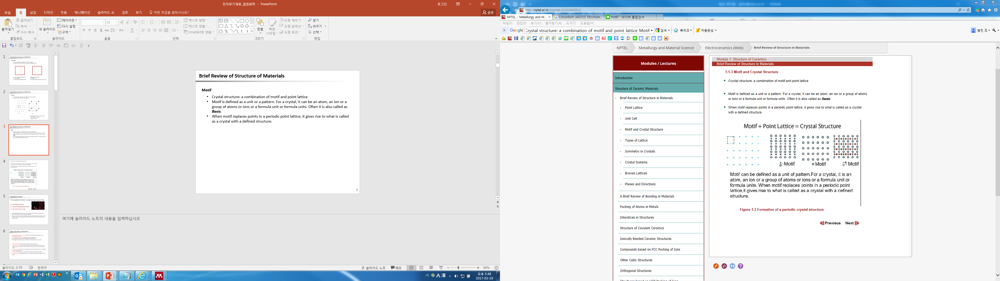 전자무기재료_결정화학 - PowerPoint
로그인
파일 홈 삽입 디자인 전환 애니메이션 슬라이드 쇼 검토 보기 어떤 작업을 원하시나요?
공유
붙여넣기
잘라내기
복사
서식 복사
클립보드
새 슬라이드
레이아웃
다시 설정
구역
슬라이드
18
글꼴
텍스트 방향
텍스트 맞춤
SmartArt로 변환
단락
정렬
빠른 스타일
도형 채우기
도형 윤곽선
도형 효과
그리기
찾기
바꾸기
선택
편집
1
2
3
4
5
6
Brief Review of Structure of Materials
Motif
• Crystal structure: a combination of motif and point lattice
• Motif is defined as a unit or a pattern. For a crystal, it can be an atom, an ion or a
group of atoms or ions or a formula unit or formula units. Often it is also called as
Basis.
• When motif replaces points in a periodic point lattice, it gives rise to what is called
as a crystal with a defined structure.
3
여기에 슬라이드 노트의 내용을 입력하십시오
슬라이드 3/35
한국어
슬라이드 노트
메모
66%
KO
A 漢
오후 5:48
2017-03-19
http://nptel.ac.in/courses/113104005/2
NPTEL :: Metallurgy and M...
Corundum (Al2O3) Structure...
motif : 네이버 통합검색
파일(F) 편집(E) 보기(V) 즐겨찾기(A) 도구(T) 도움말(H)
x Google
Crystal structure: a combination of motif and point lattice Motif
검색
북마크
자동완성
병진 조
NPTEL
Metallurgy and Material Science
Electroceramics (Web)
Brief Review of Structure in Materials
Modules / Lectures
Introduction
Structure of Ceramic Materials
Brief Review of Structure in Materials
Point Lattice
Unit Cell
Motif and Crystal Structure
Types of Lattice
Symmetry in Crystals
Crystal Systems
Bravais Lattices
Planes and Directions
A Brief Review of Bonding in Materials
Packing of Atoms in Metals
Interstices in Structures
Structure of Covalent Ceramics
Ionically Bonded Ceramic Structures
Compounds based on FCC Packing of Ions
Other Cubic Structures
Orthogonal Structures
Structures based on HCP Packing of Ions
Module 1: Structure of Ceramics
Brief Review of Structure in Materials
1.1.3 Motif and Crystal Structure
Crystal structure: a combination of motif and point lattice
Motif is defined as a unit or a pattern. For a crystal, it can be an atom, an ion or a group of atoms
or ions or a formula unit or formula units. Often it is also called as Basis.
When motif replaces points in a periodic point lattice, it gives rise to what is called as a crystal
with a defined structure.
Motif + Point Lattice = Crystal Structure
- Motif
Motif
- Motif
Motif can be defined as a unit of pattern.For a crystal, it is an
atom, an ion or a group of atoms or ions or a formula unit or
formula units. When motif replaces points in a periodic point
lattice,it gives rise to what is called as a crystal with a defined
structure.
Figure 1.3 Formation of a periodic crystal structure
Previous Next